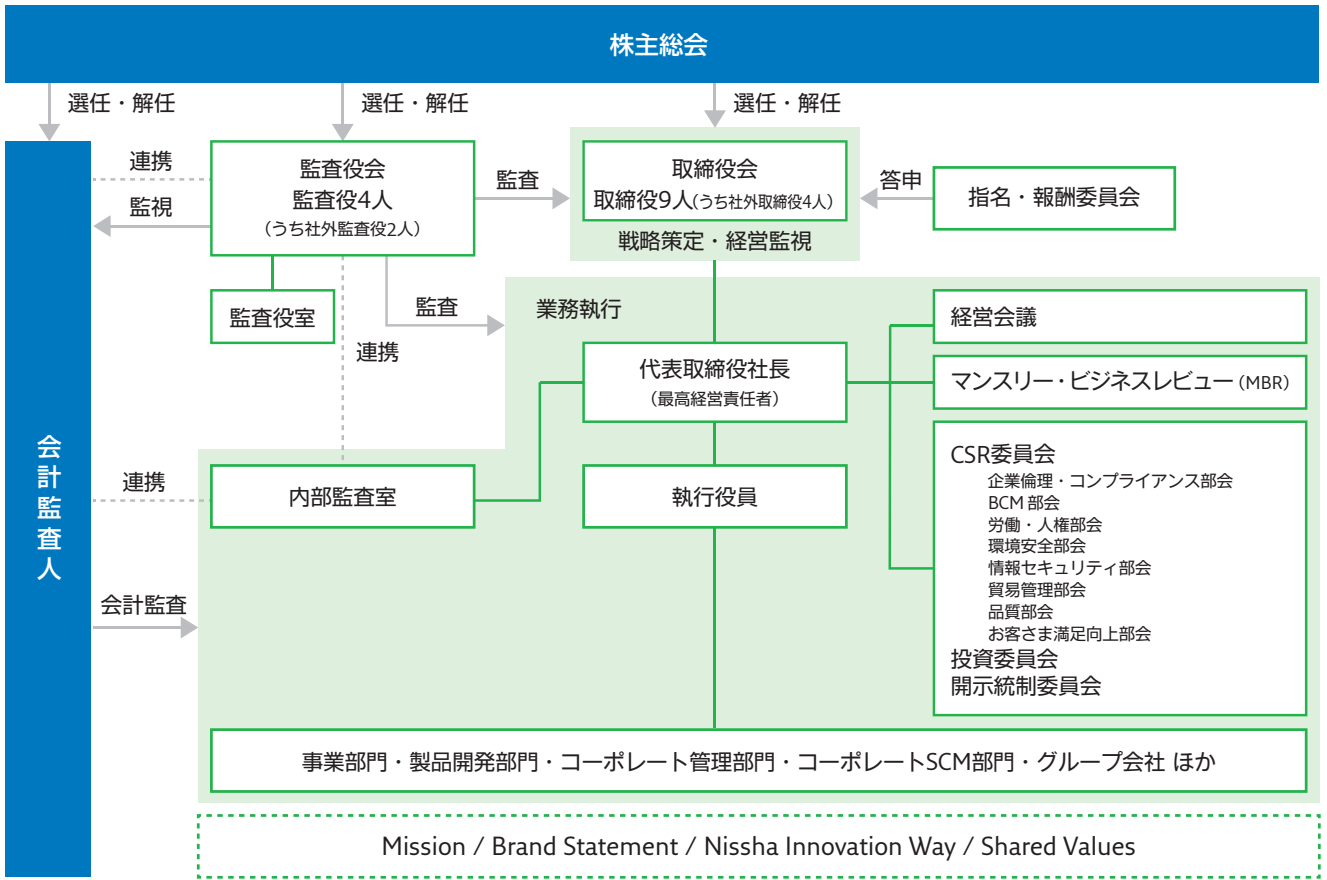 株主総会
選任・解任
選任・解任
選任・解任
会計監査人
連携
監視
監査役会
監査役4人
（うち社外監査役2人）
監査
取締役会
取締役9人（うち社外取締役4人）
戦略策定・経営監視
答申
指名・報酬委員会
監査役室
監査
連携
業務執行
代表取締役社長
（最高経営責任者）
経営会議
マンスリー・ビジネスレビュー（MBR）
連携
内部監査室
執行役員
CSR委員会
企業倫理・コンプライアンス部会
BCM 部会
労働・人権部会
環境安全部会
情報セキュリティ部会
貿易管理部会
品質部会
お客さま満足向上部会
投資委員会
開示統制委員会
会計監査
事業部門・製品開発部門・コーポレート管理部門・コーポレートSCM部門・グループ会社 ほか
Mission / Brand Statement / Nissha Innovation Way / Shared Values